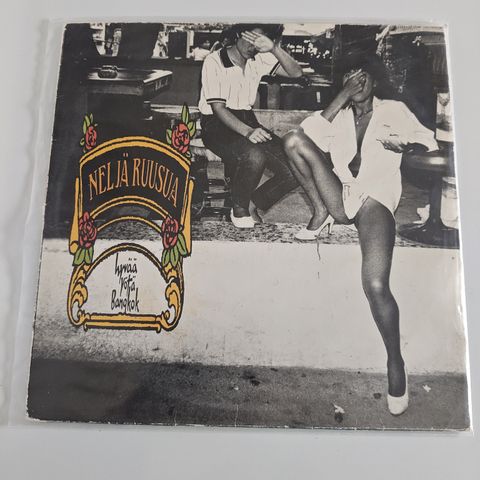 NELJÄ RUUSUA
hyvää
yötä
Bangkok